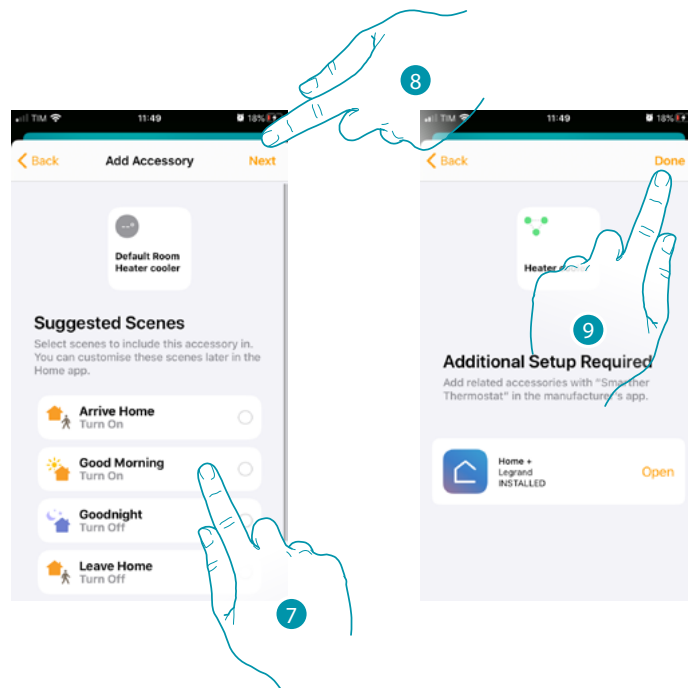 8
TIM
11:49
18%
Back
Add Accessory
Next
--°
Default Room
Heater cooler
Suggested Scenes
Select scenes to include this accessory in.
You can customise these scenes later in the
Home app.
Arrive Home
Turn On
Good Morning
Turn On
Goodnight
Turn Off
Leave Home
Turn Off
7
TIM
11:49
18%
Back
Done
Heater
9
Additional Setup Required
Add related accessories with "Smarther
Thermostat" in the manufacturer's app.
Home +
Legrand
INSTALLED
Open